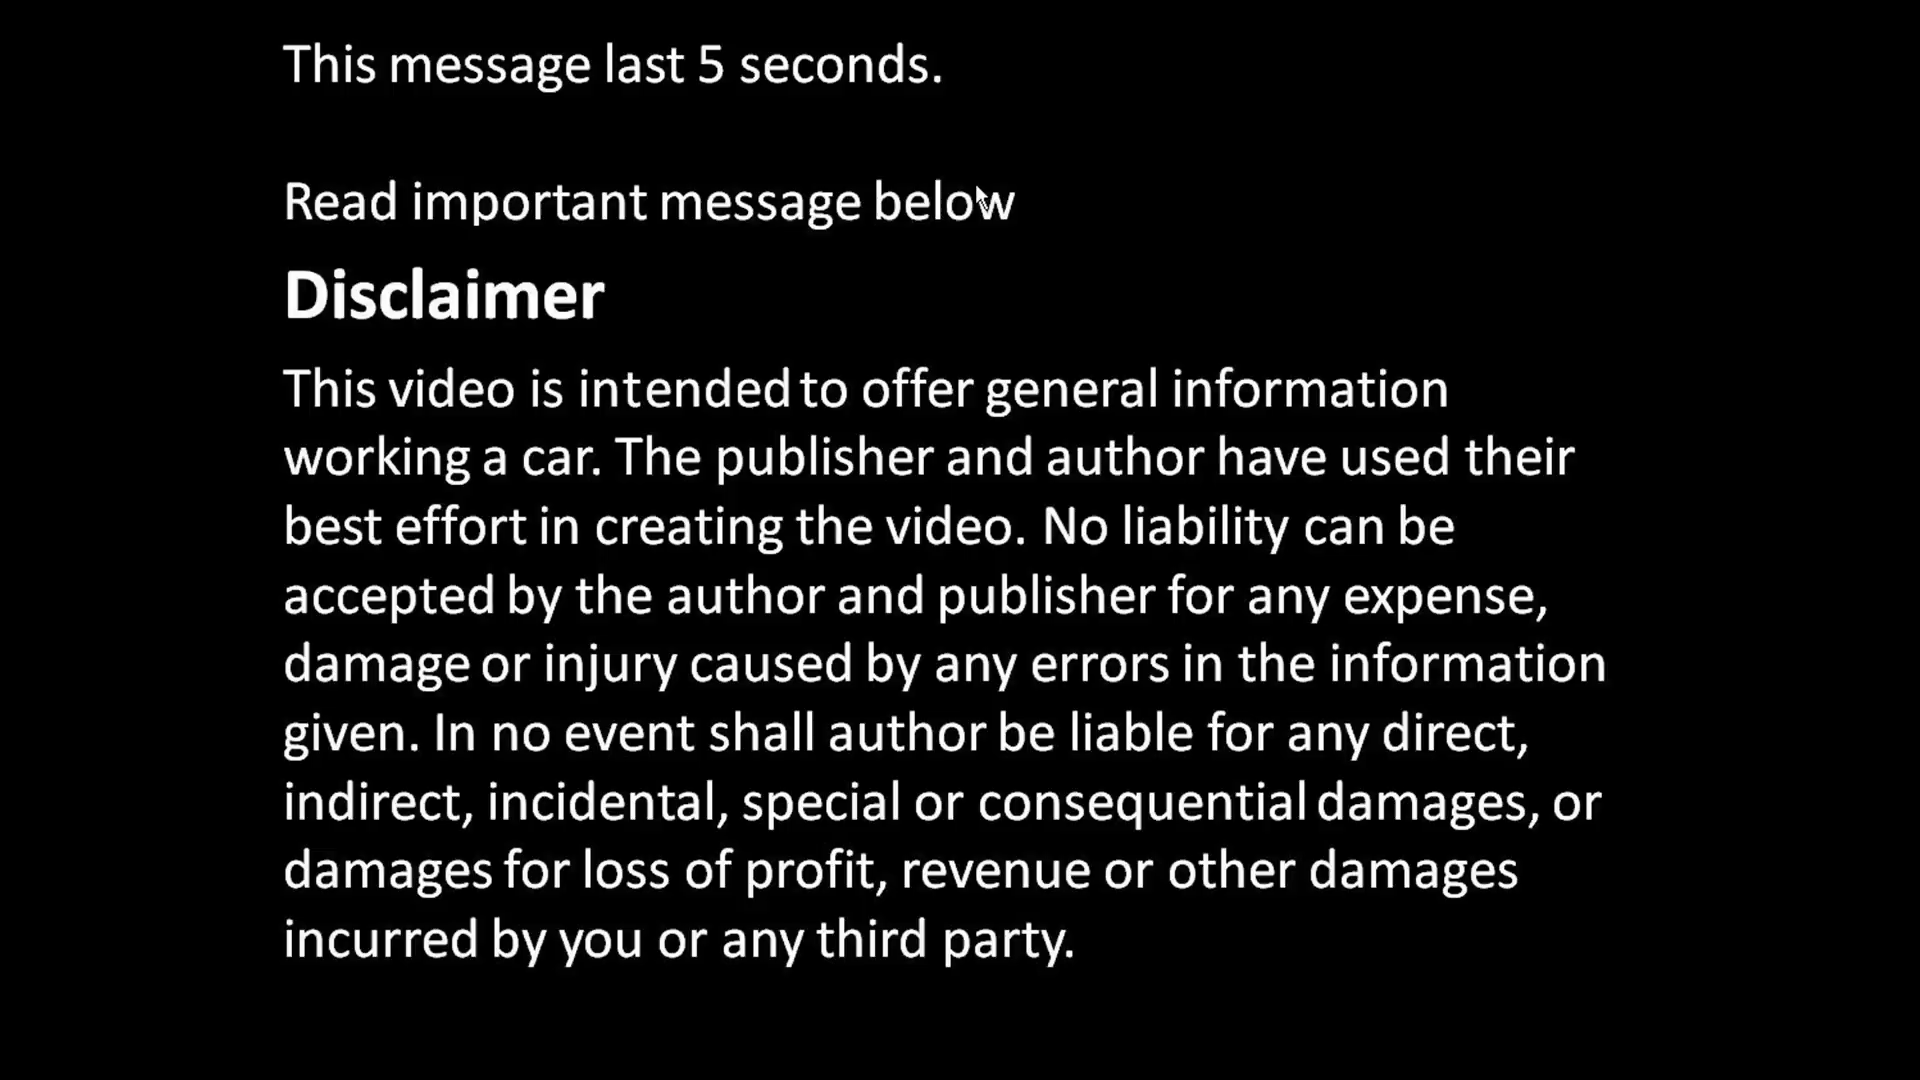 This message last 5 seconds.
Read important message below
Disclaimer
This video is intended to offer general information
working a car. The publisher and author have used their
best effort in creating the video. No liability can be
accepted by the author and publisher for any expense,
damage or injury caused by any errors in the information
given. In no event shall author be liable for any direct,
indirect, incidental, special or consequential damages, or
damages for loss of profit, revenue or other damages
incurred by you or any third party.